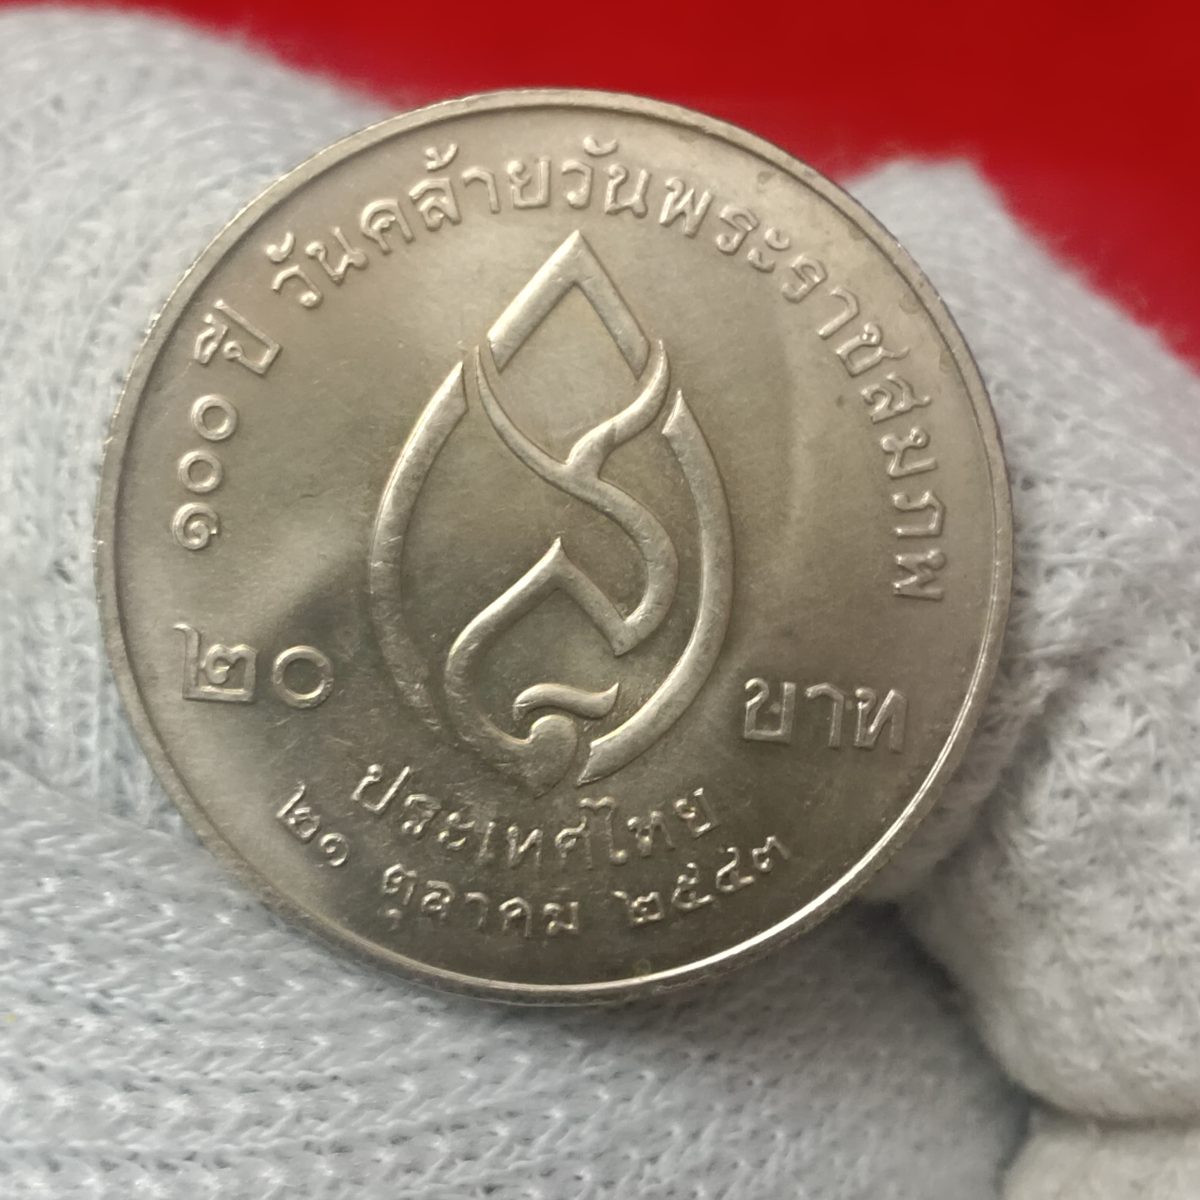 ๑๐๐ ปี วันคล้ายวันพระราชสมภพ
๒๐ บาท
ประเทศไทย
๒๑ ตุลาคม ๒๕๔๓